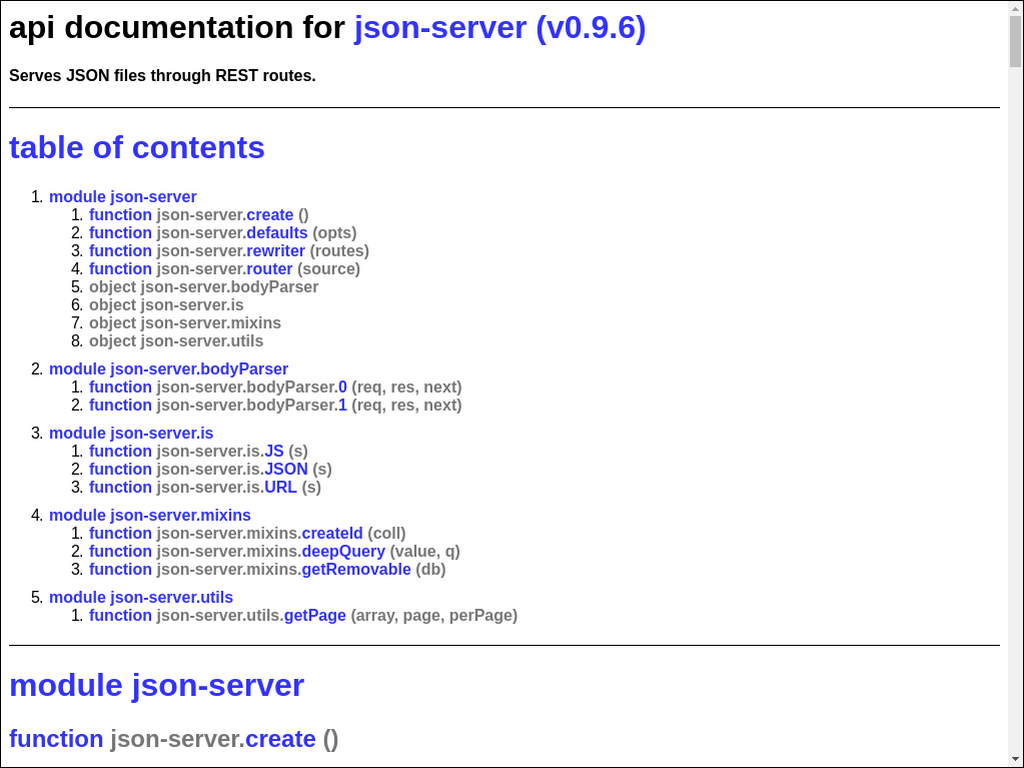 api documentation for json-server (v0.9.6)
Serves JSON files through REST routes.
table of contents
1. module json-server
1. function json-server.create ()
2. function json-server.defaults (opts)
3. function json-server.rewriter (routes)
4. function json-server.router (source)
5. object json-server.bodyParser
6. object json-server.is
7. object json-server.mixins
8. object json-server.utils
2. module json-server.bodyParser
1. function json-server.bodyParser.0 (req, res, next)
2. function json-server.bodyParser.1 (req, res, next)
3. module json-server.is
1. function json-server.is.JS (s)
2. function json-server.is.JSON (s)
3. function json-server.is.URL (s)
4. module json-server.mixins
1. function json-server.mixins.createId (coll)
2. function json-server.mixins.deepQuery (value, q)
3. function json-server.mixins.getRemovable (db)
5. module json-server.utils
1. function json-server.utils.getPage (array, page, perPage)
module json-server
function json-server.create ()